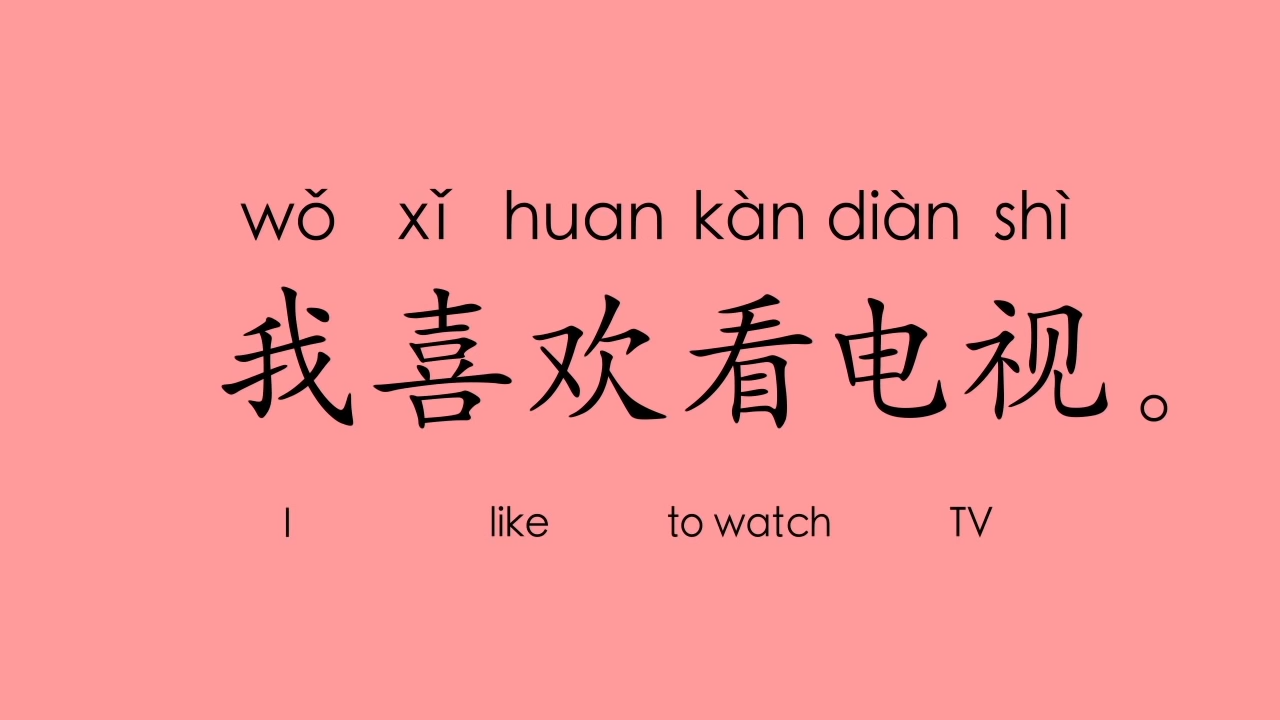 wǒ xǐ huan kàn diàn shì
我喜欢看电视。
I like to watch TV